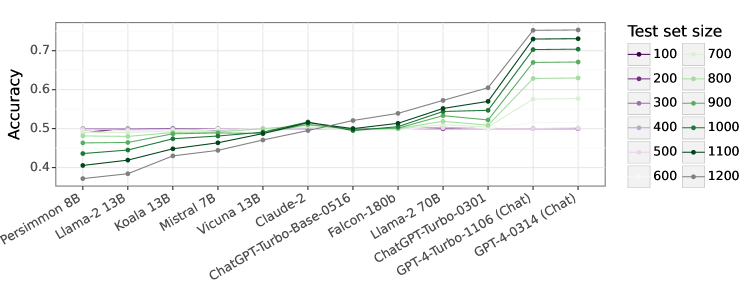 Test set size
100
200
300
400
500
600
700
800
900
1000
1100
1200
Accuracy
0.7
0.6
0.5
0.4
Persimmon 8B
Llama-2 13B
Koala 13B
Mistral 7B
Vicuna 13B
Claude-2
ChatGPT-Turbo-Base-0516
Falcon-180b
Llama-2 70B
ChatGPT-Turbo-0301
GPT-4-Turbo-1106 (Chat)
GPT-4-0314 (Chat)